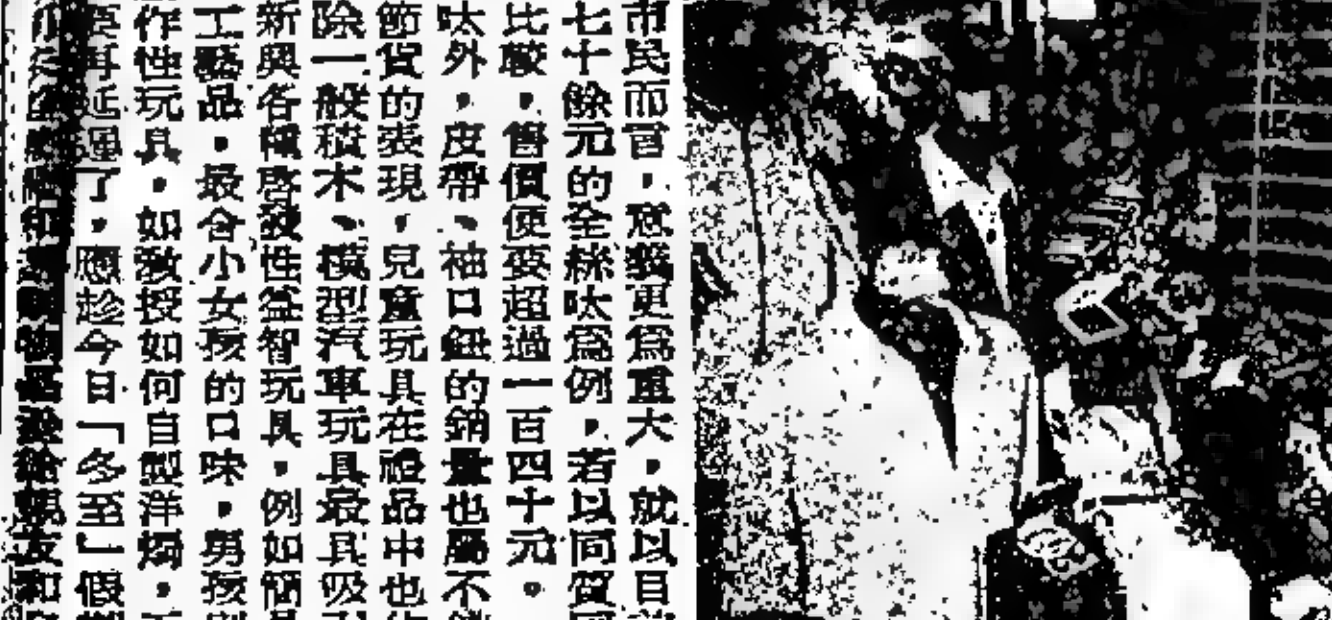 市民而言，意義更爲重大，就以目
七十餘元的全絲呔爲例，若以同質
比較，售價便要超過一百四十元。
呔外，皮帶、袖口鈕的銷量也屬不
節貨的表現，兒童玩具在禮品中也
除一般積木、模型汽車玩具最具吸
新興各種啓發性益智玩具，例如簡
工藝品，最合小女孩的口味，男孩
作性玩具，如教授如何自製洋燭，
再延遲了，應趁今日「冬至」假
給親友和